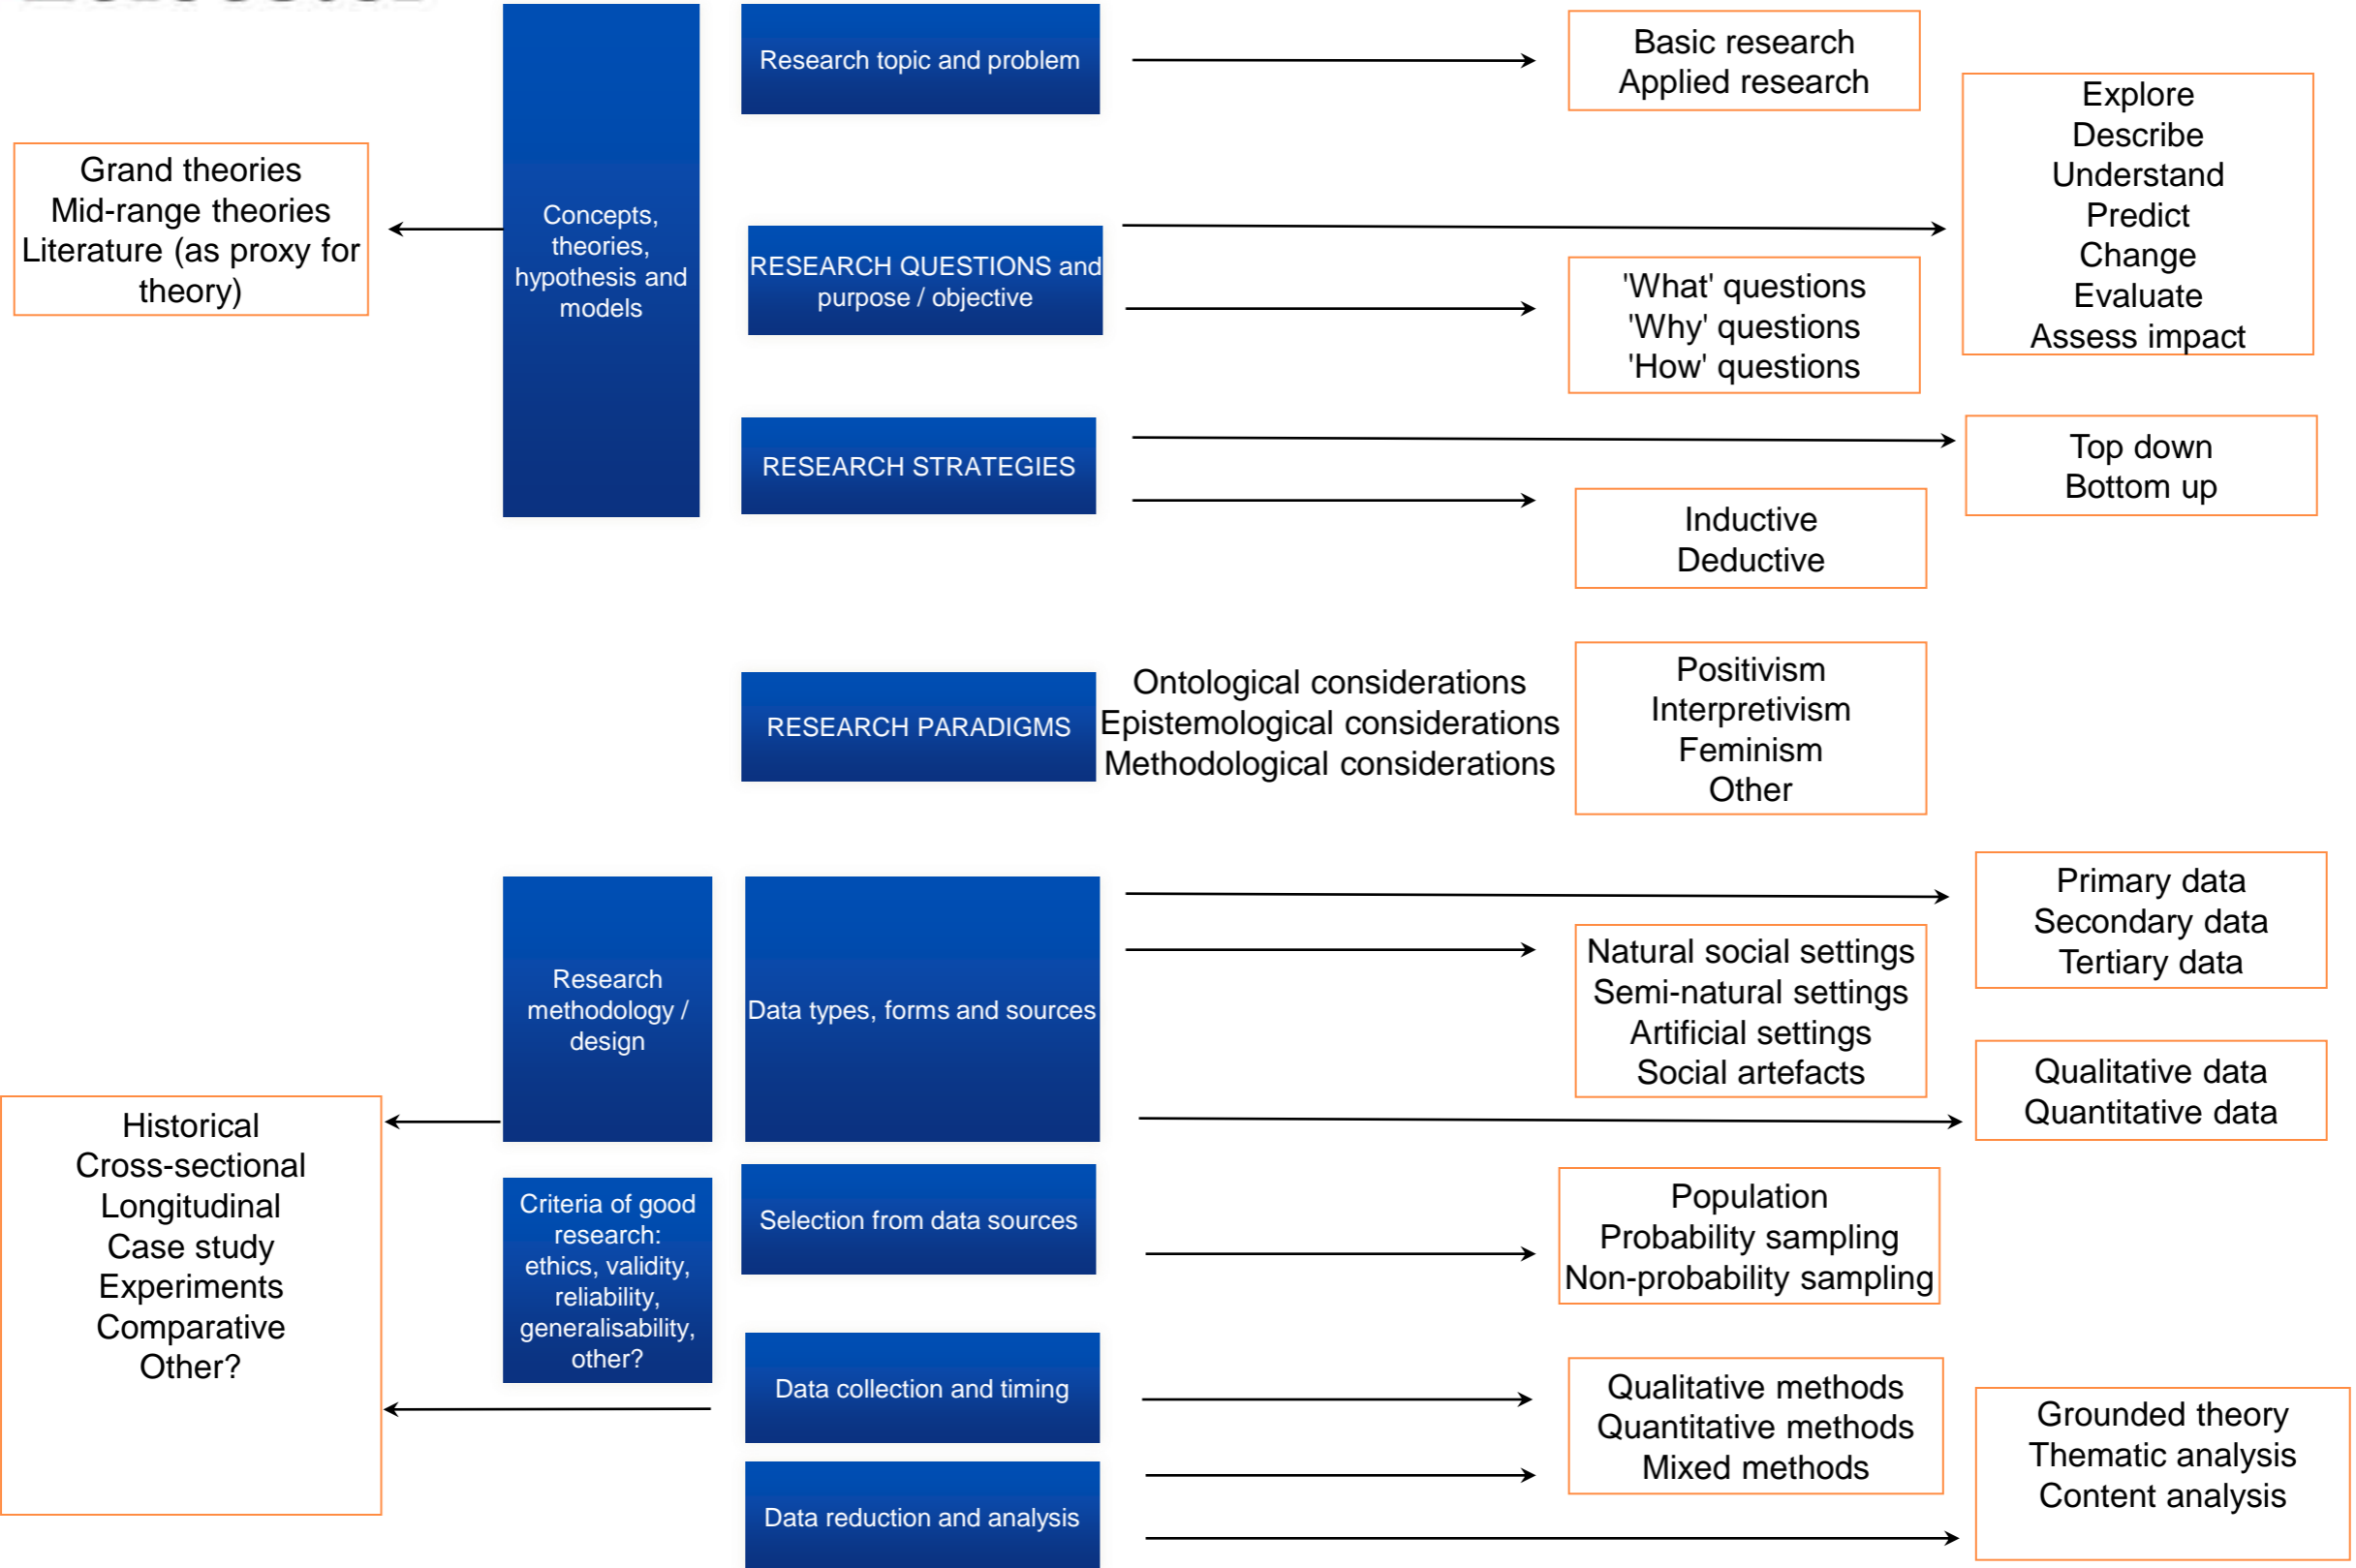 Research topic and problem
Basic research
Applied research
Explore
Describe
Understand
Predict
Change
Evaluate
Assess impact
Grand theories
Mid-range theories
Literature (as proxy for
theory)
Concepts,
theories,
hypothesis and
models
RESEARCH QUESTIONS and
purpose / objective
'What' questions
'Why' questions
'How' questions
RESEARCH STRATEGIES
Top down
Bottom up
Inductive
Deductive
RESEARCH PARADIGMS
Ontological considerations
Epistemological considerations
Methodological considerations
Positivism
Interpretivism
Feminism
Other
Research
methodology /
design
Data types, forms and sources
Primary data
Secondary data
Tertiary data
Natural social settings
Semi-natural settings
Artificial settings
Social artefacts
Qualitative data
Quantitative data
Historical
Cross-sectional
Longitudinal
Case study
Experiments
Comparative
Other?
Criteria of good
research:
ethics, validity,
reliability,
generalisability,
other?
Selection from data sources
Population
Probability sampling
Non-probability sampling
Data collection and timing
Qualitative methods
Quantitative methods
Mixed methods
Data reduction and analysis
Grounded theory
Thematic analysis
Content analysis